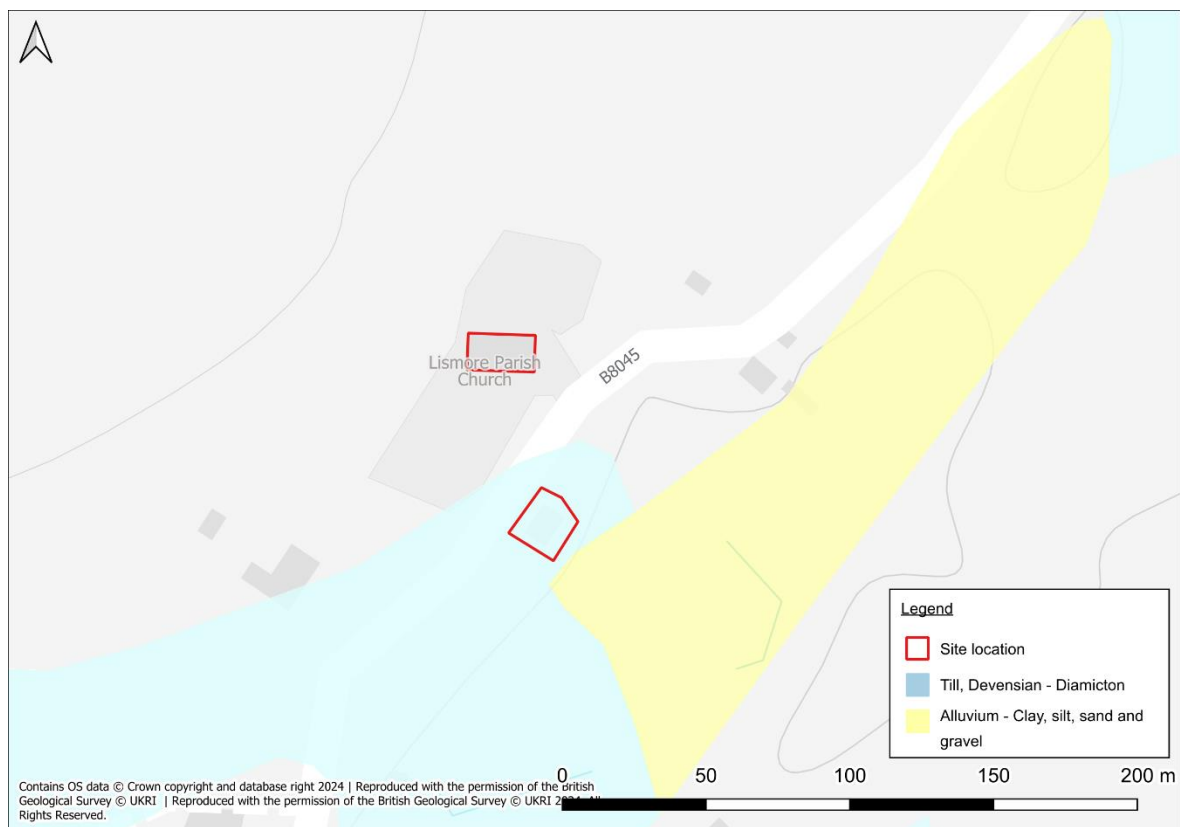 Lismore Parish
Church
B8045
Legend
Site location
Till, Devensian - Diamicton
Alluvium - Clay, silt, sand and
gravel
0 50 100 150 200 m
Contains OS data © Crown copyright and database right 2024 | Reproduced with the permission of the British
Geological Survey © UKRI | Reproduced with the permission of the British Geological Survey © UKRI 2024. All
Rights Reserved.